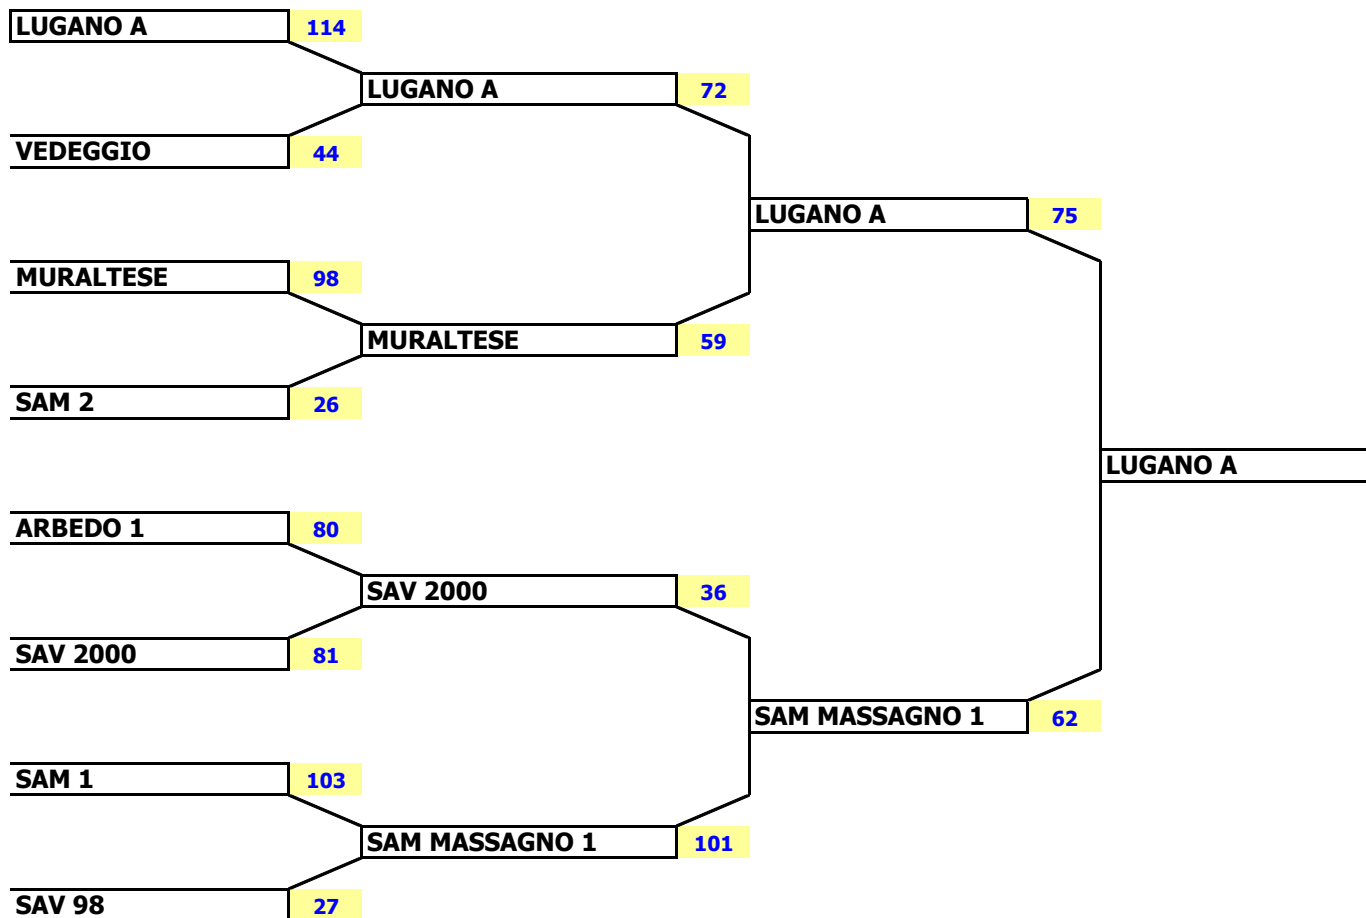 LUGANO A 114
LUGANO A 72
VEDEGGIO 44
LUGANO A 75
MURALTESE 98
MURALTESE 59
SAM 2 26
LUGANO A
ARBEDO 1 80
SAV 2000 36
SAV 2000 81
SAM MASSAGNO 1 62
SAM 1 103
SAM MASSAGNO 1 101
SAV 98 27